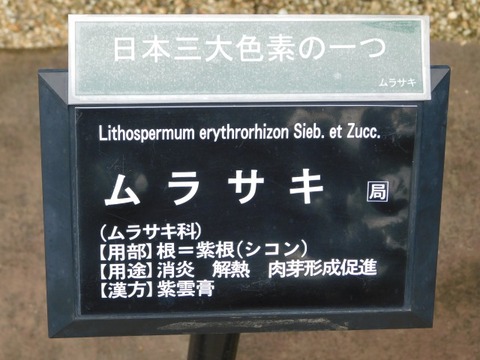 日本三大色素の一つ
ムラサキ
Lithospermum erythrorhizon Sieb. et Zucc.
ムラサキ 局
(ムラサキ科)
【用部】根=紫根(シコン)
【用途】消炎　解熱　肉芽形成促進
【漢方】紫雲膏